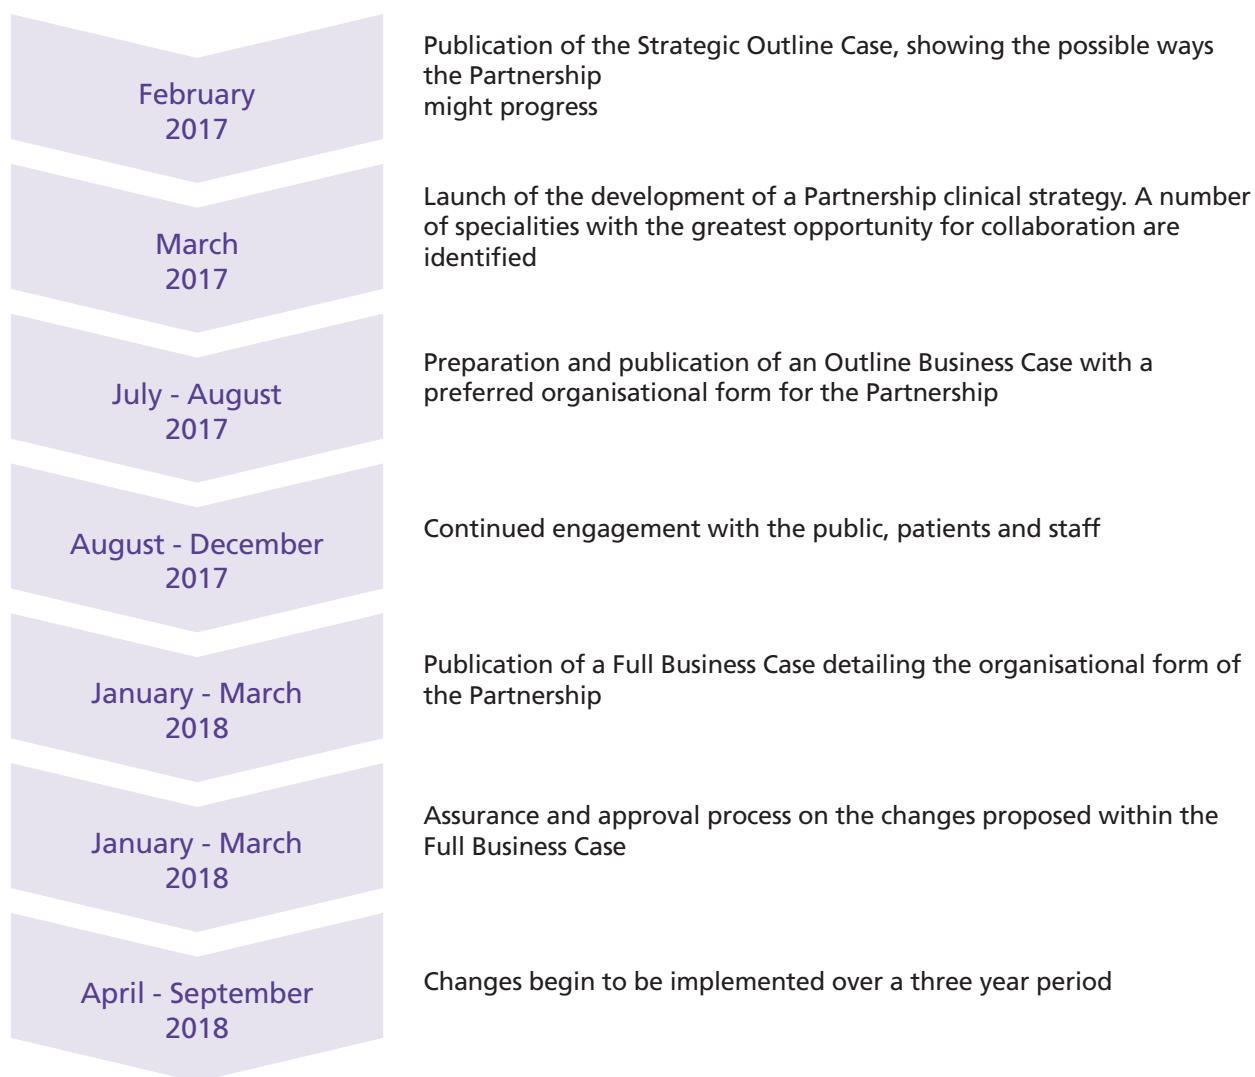 February
2017
Publication of the Strategic Outline Case, showing the possible ways
the Partnership
might progress
March
2017
Launch of the development of a Partnership clinical strategy. A number
of specialities with the greatest opportunity for collaboration are
identified
July - August
2017
Preparation and publication of an Outline Business Case with a
preferred organisational form for the Partnership
August - December
2017
Continued engagement with the public, patients and staff
January - March
2018
Publication of a Full Business Case detailing the organisational form of
the Partnership
January - March
2018
Assurance and approval process on the changes proposed within the
Full Business Case
April - September
2018
Changes begin to be implemented over a three year period